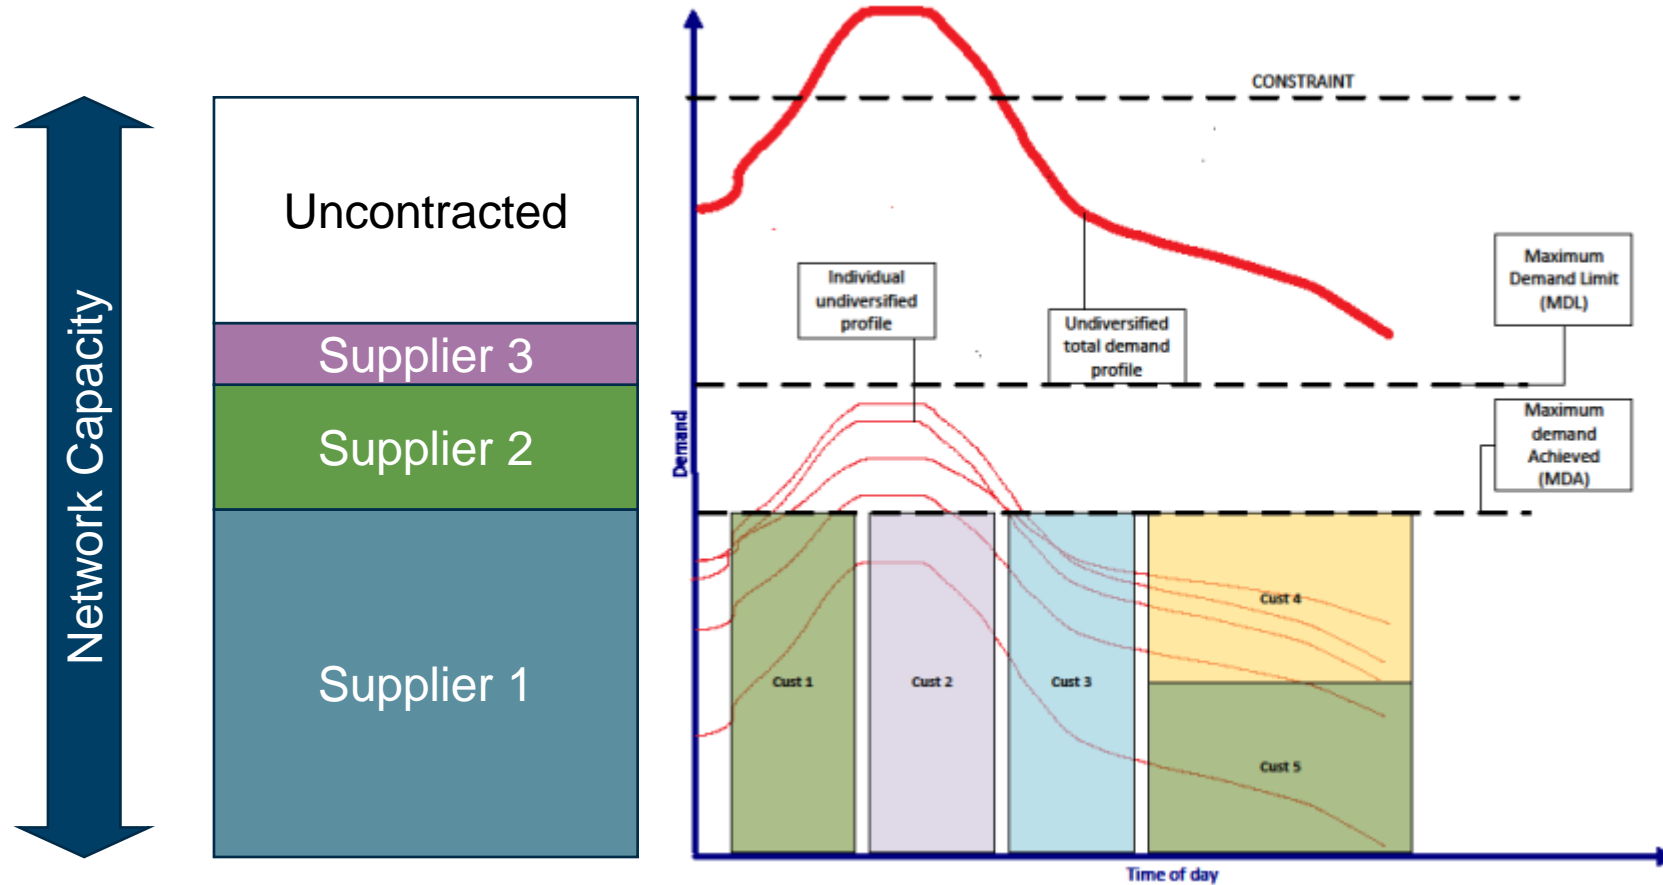 Network Capacity
Uncontracted
Supplier 3
Supplier 2
Supplier 1
CONSTRAINT
Maximum
Demand Limit
(MDL)
Individual
undiversified
profile
Undiversified
total demand
profile
Maximum
demand
Achieved
(MDA)
Demand
Cust 1
Cust 2
Cust 3
Cust 4
Cust 5
Time of day